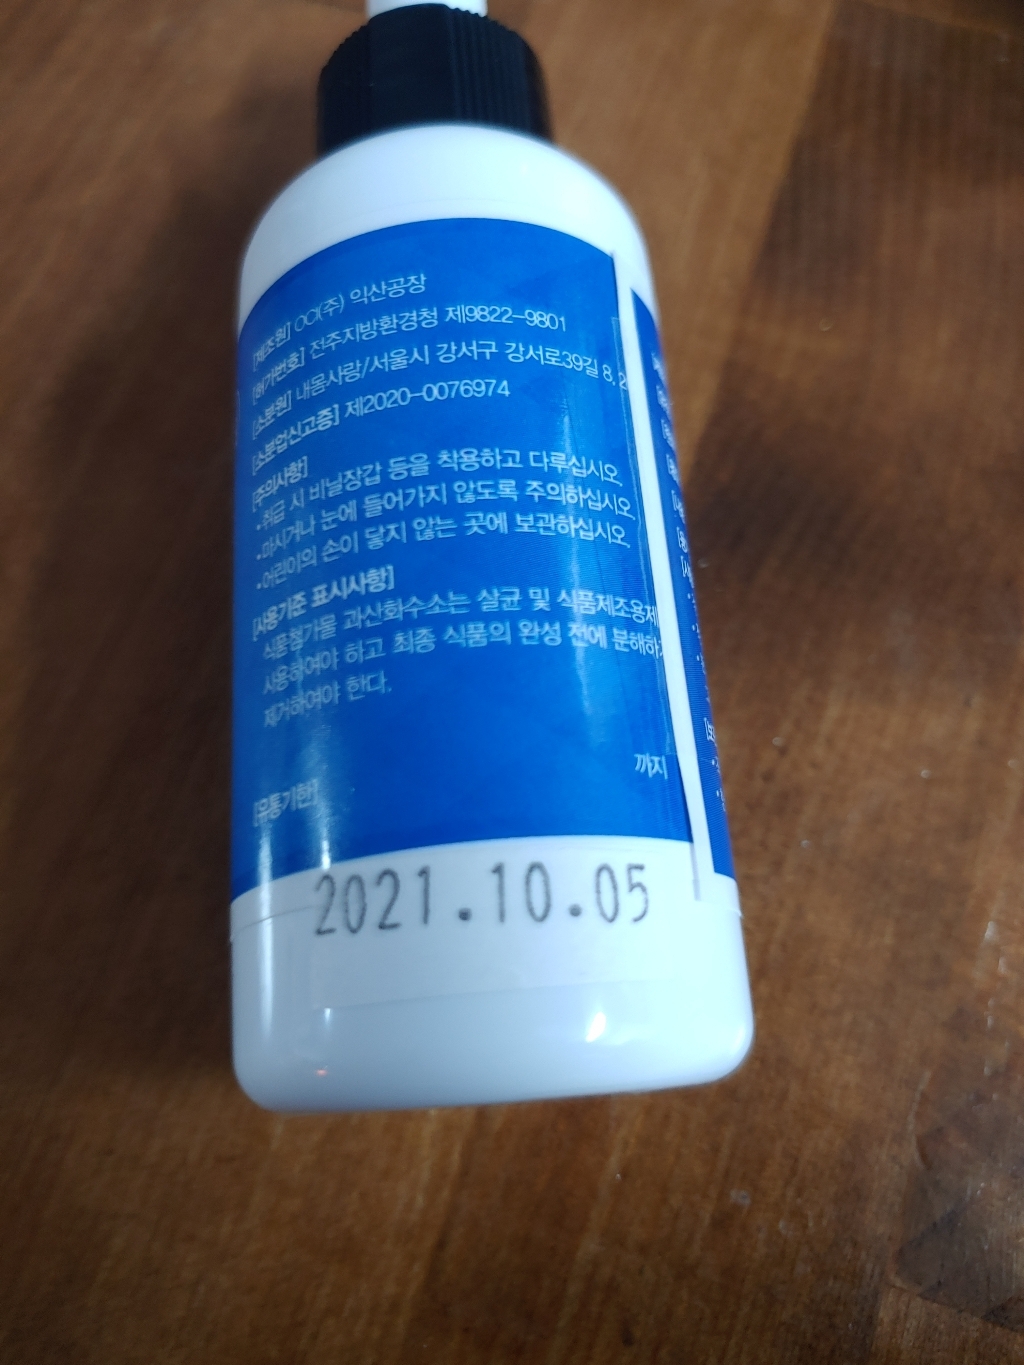 [제조원] OCI(주) 익산공장
[허가번호] 전주지방환경청 제9822-9801
[소분원] 내몸사랑/서울시 강서구 강서로39길 8,
[소분업신고증] 제2020-0076974
[주의사항]
•취급 시 비닐장갑 등을 착용하고 다루십시오.
•마시거나 눈에 들어가지 않도록 주의하십시오.
•어린이의 손이 닿지 않는 곳에 보관하십시오.
[사용기준 표시사항]
식품첨가물 과산화수소는 살균 및 식품제조용제
사용하여야 하고 최종 식품의 완성 전에 분해하
제거하여야 한다.
까지
[유통기한]
2021.10.05